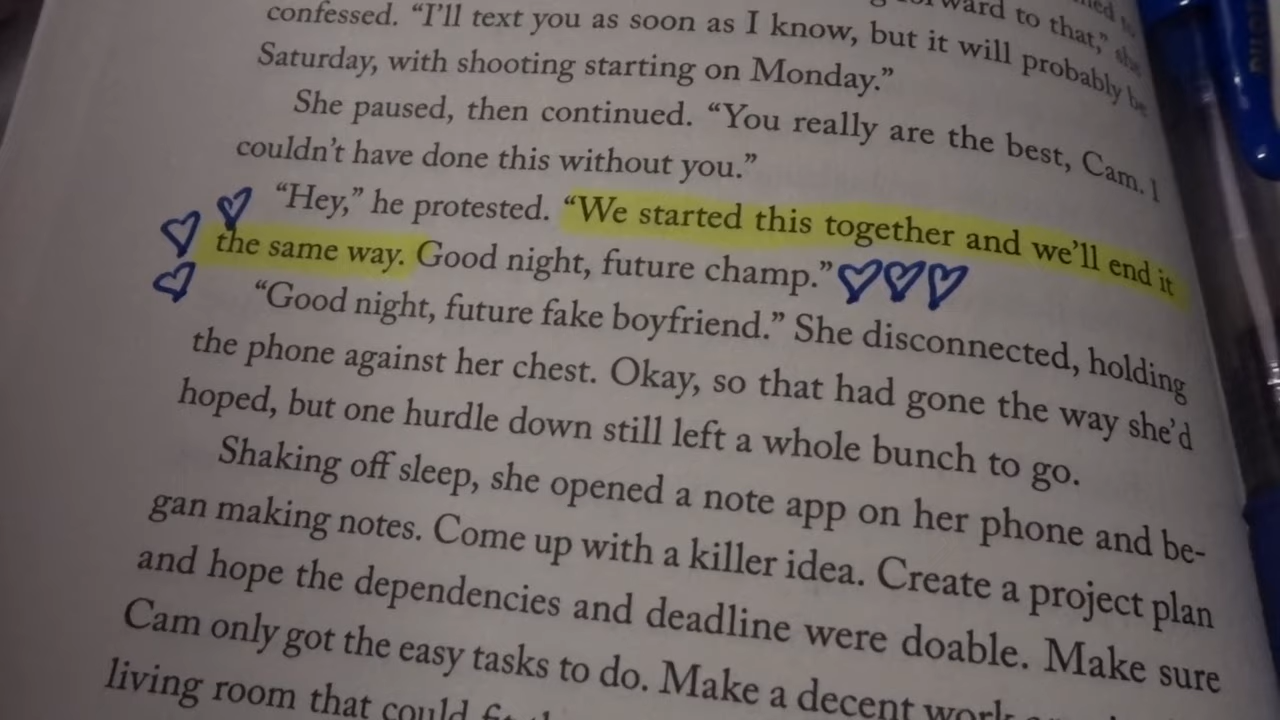 ward to that,” she
confessed. “I’ll text you as soon as I know, but it will probably be
Saturday, with shooting starting on Monday.”
She paused, then continued. “You really are the best, Cam. I
couldn’t have done this without you.”
“Hey,” he protested. “We started this together and we’ll end it
the same way. Good night, future champ.”
“Good night, future fake boyfriend.” She disconnected, holding
the phone against her chest. Okay, so that had gone the way she’d
hoped, but one hurdle down still left a whole bunch to go.
Shaking off sleep, she opened a note app on her phone and be-
gan making notes. Come up with a killer idea. Create a project plan
and hope the dependencies and deadline were doable. Make sure
Cam only got the easy tasks to do. Make a decent work
living room that could